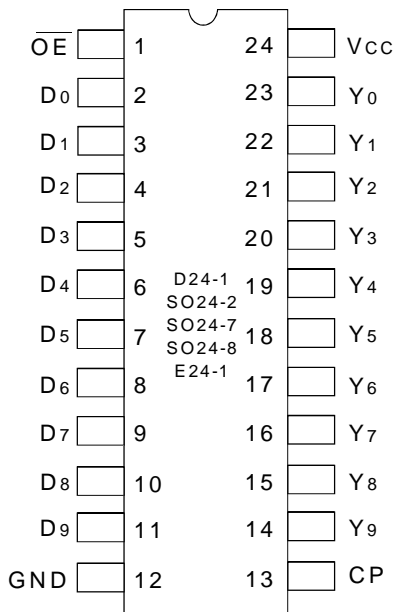 OE 1 24 Vcc
D0 2 23 Y0
D1 3 22 Y1
D2 4 21 Y2
D3 5 20 Y3
D4 6 D24-1 19 Y4
SO24-2
D5 7 SO24-7 18 Y5
SO24-8
D6 8 E24-1 17 Y6
D7 9 16 Y7
D8 10 15 Y8
D9 11 14 Y9
GND 12 13 CP